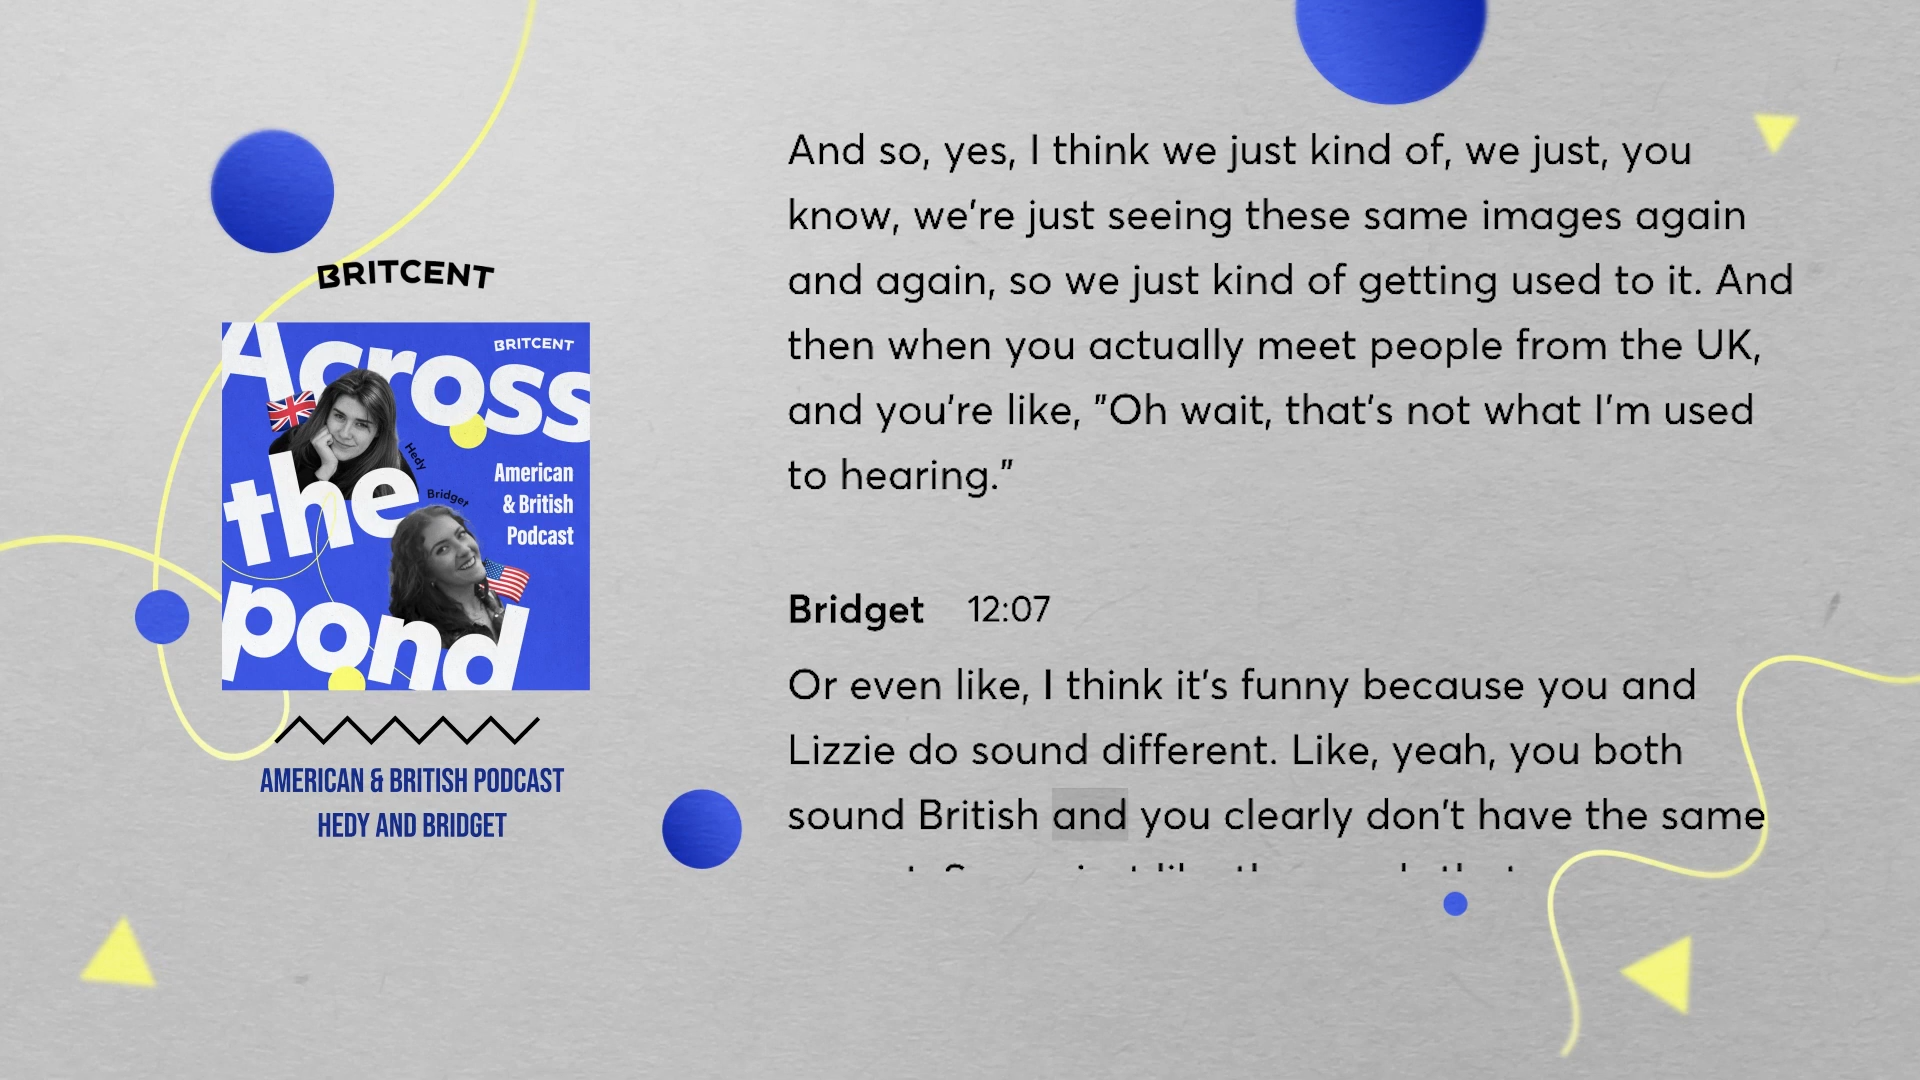 BRITCENT
Across
the
pond
BRITCENT
Hedy
Bridget
American
& British
Podcast
AMERICAN & BRITISH PODCAST
HEDY AND BRIDGET
And so, yes, I think we just kind of, we just, you
know, we're just seeing these same images again
and again, so we just kind of getting used to it. And
then when you actually meet people from the UK,
and you're like, "Oh wait, that's not what I'm used
to hearing."
Bridget 12:07
Or even like, I think it's funny because you and
Lizzie do sound different. Like, yeah, you both
sound British and you clearly don't have the same